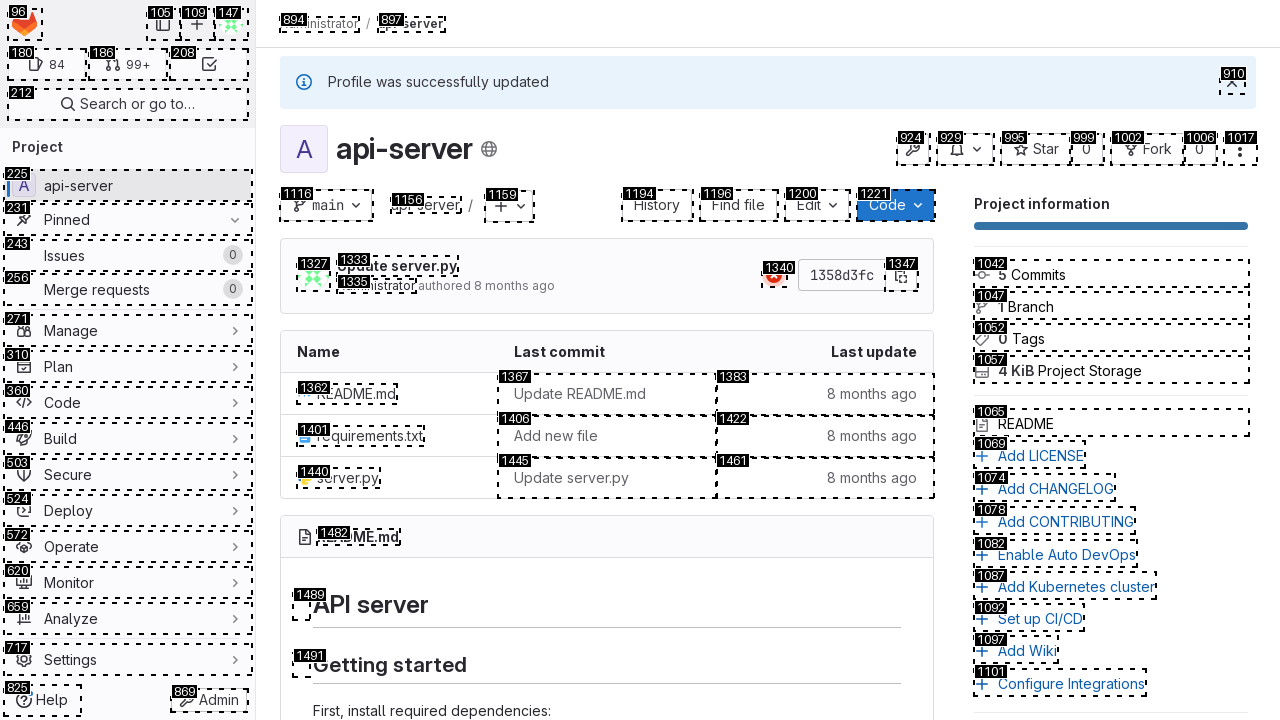 96
105
109
147
180
84
186
99+
208
212
Search or go to…
Project
225
A
api-server
231
Pinned
243
Issues
0
256
Merge requests
0
271
Manage
310
Plan
360
Code
446
Build
503
Secure
524
Deploy
572
Operate
620
Monitor
659
Analyze
717
Settings
825
Help
869
Admin
894
administrator
/
897
api-server
Profile was successfully updated
910
A
api-server
924
929
995
Star
999
0
1002
Fork
1006
0
1017
1116
main
1156
api-server /
1159
1194
History
1196
Find file
1200
Edit
1221
Code
1327
1333
Update server.py
1335
Administrator authored 8 months ago
1340
1358d3fc
1347
Name
Last commit
Last update
1362
README.md
1367
Update README.md
1383
8 months ago
1401
requirements.txt
1406
Add new file
1422
8 months ago
1440
server.py
1445
Update server.py
1461
8 months ago
1482
README.md
1489
API server
1491
Getting started
First, install required dependencies:
Project information
1042
5 Commits
1047
1 Branch
1052
0 Tags
1057
4 KiB Project Storage
1065
README
1069
Add LICENSE
1074
Add CHANGELOG
1078
Add CONTRIBUTING
1082
Enable Auto DevOps
1087
Add Kubernetes cluster
1092
Set up CI/CD
1097
Add Wiki
1101
Configure Integrations